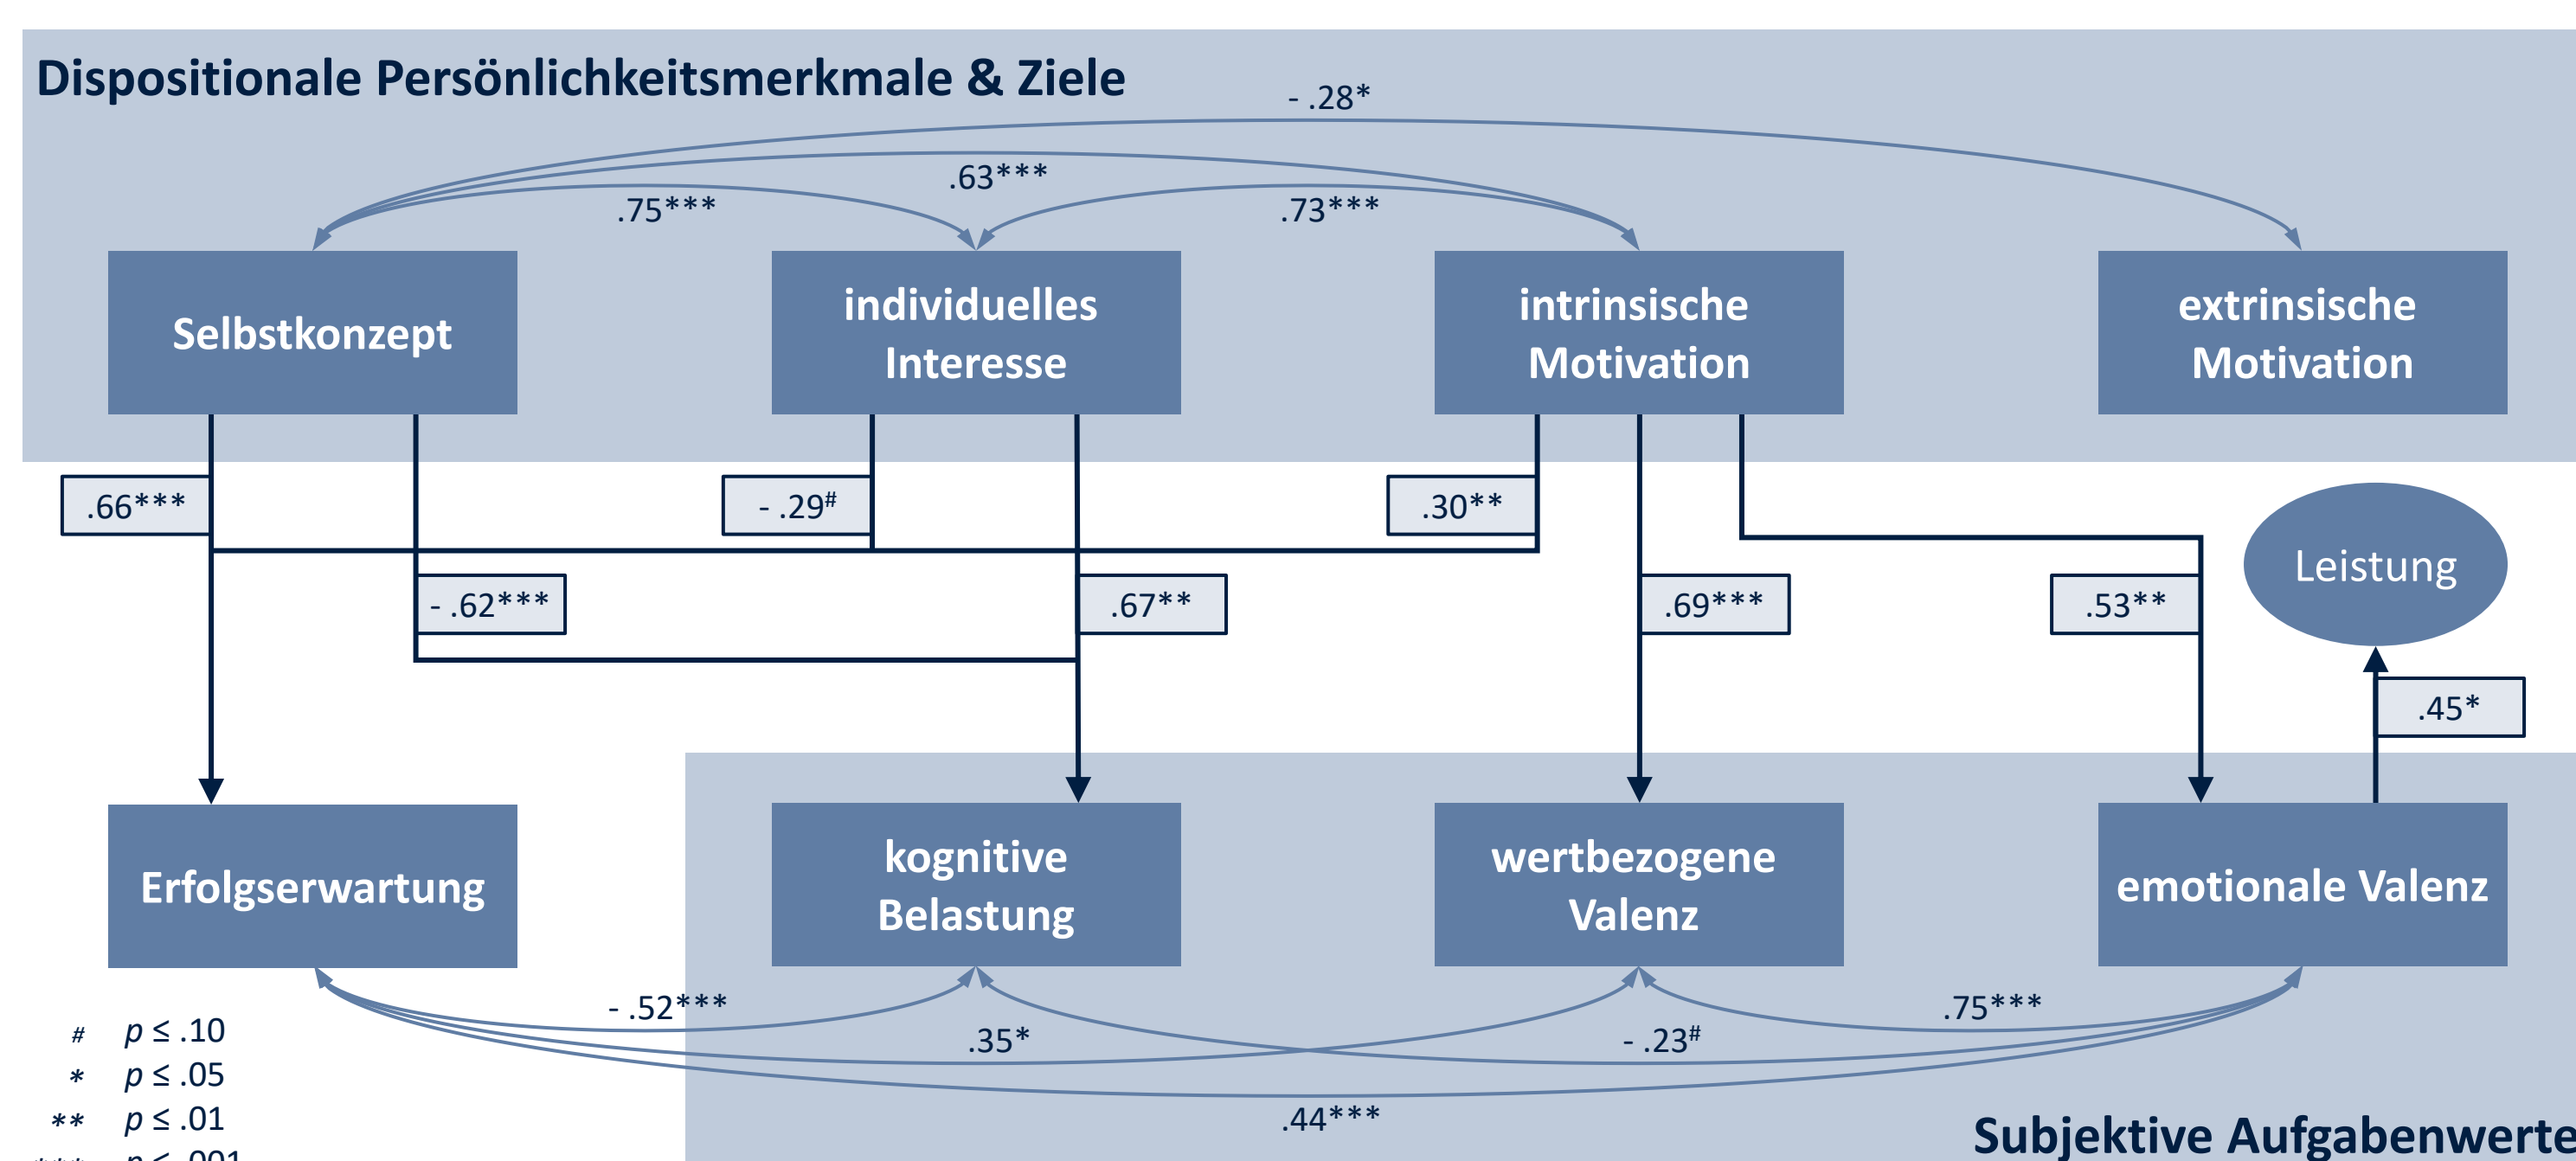 Dispositionale Persönlichkeitsmerkmale & Ziele
- .28*
.63***
.75***
.73***
Selbstkonzept
individuelles
Interesse
intrinsische
Motivation
extrinsische
Motivation
.66***
- .29#
.30**
Leistung
- .62***
.67**
.69***
.53**
.45*
Erfolgserwartung
kognitive
Belastung
wertbezogene
Valenz
emotionale Valenz
- .52***
.75***
.35*
- .23#
.44***
# p ≤ .10
* p ≤ .05
** p ≤ .01
*** p ≤ .001
Subjektive Aufgabenwerte